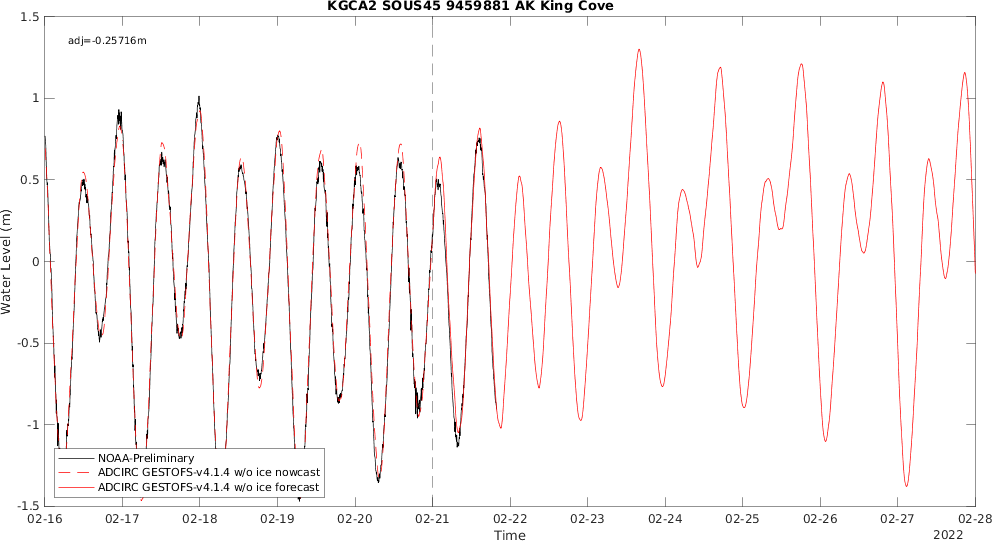 KGCA2 SOUS45 9459881 AK King Cove
adj=-0.25716m
Water Level (m)
1.5
1
0.5
0
-0.5
-1
-1.5
NOAA-Preliminary
ADCIRC GESTOFS-v4.1.4 w/o ice nowcast
ADCIRC GESTOFS-v4.1.4 w/o ice forecast
02-16 02-17 02-18 02-19 02-20 02-21 02-22 02-23 02-24 02-25 02-26 02-27 02-28
Time
2022